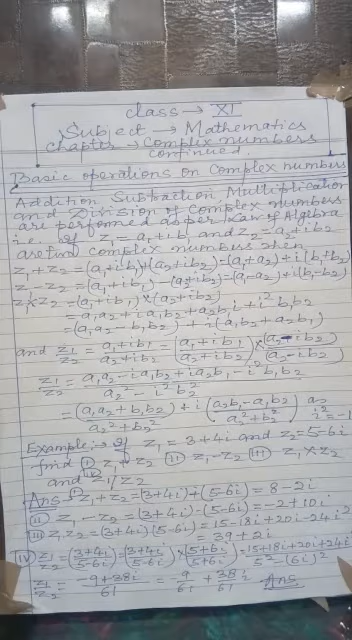 class → XI
Subject → Mathematics
chapter → Complex numbers
continued
Basic operations on Complex numbers
Addition, Subtraction, Multiplication
and Division of Complex numbers
are performed as per Law of Algebra
i.e. if z₁ = a₁+ib₁ and z₂ = a₂+ib₂
are two complex numbers then
z₁+z₂ = (a₁+ib₁)+(a₂+ib₂) = (a₁+a₂)+i(b₁+b₂)
z₁-z₂ = (a₁+ib₁)-(a₂+ib₂) = (a₁-a₂)+i(b₁-b₂)
z₁×z₂ = (a₁+ib₁)×(a₂+ib₂)
= a₁a₂+ia₁b₂+a₂b₁i+i²b₁b₂
= (a₁a₂-b₁b₂)+i(a₁b₂+a₂b₁)
and z₁/z₂ = a₁+ib₁/a₂+ib₂ = (a₁+ib₁/a₂+ib₂)×(a₂-ib₂/a₂-ib₂)
z₁/z₂ = a₁a₂-ia₁b₂+ia₂b₁-i²b₁b₂/a₂²-i²b₂²
= (a₁a₂+b₁b₂/a₂²+b₂²)+i(a₂b₁-a₁b₂/a₂²+b₂²) as i²=-1
Example:→ If z₁ = 3+4i and z₂ = 5-6i
find (i) z₁+z₂ (ii) z₁-z₂ (iii) z₁×z₂
and z₁/z₂
Ans (i) z₁+z₂ = (3+4i)+(5-6i) = 8-2i
(ii) z₁-z₂ = (3+4i)-(5-6i) = -2+10i
(iii) z₁z₂ = (3+4i)(5-6i) = 15-18i+20i-24i²
= 39+2i
(iv) z₁/z₂ = (3+4i)/(5-6i) = (3+4i/5-6i)×(5+6i/5+6i) = 15+18i+20i+24i²/5²-(6i)²
z₁/z₂ = -9+38i/61 = -9/61+38/61i Ans